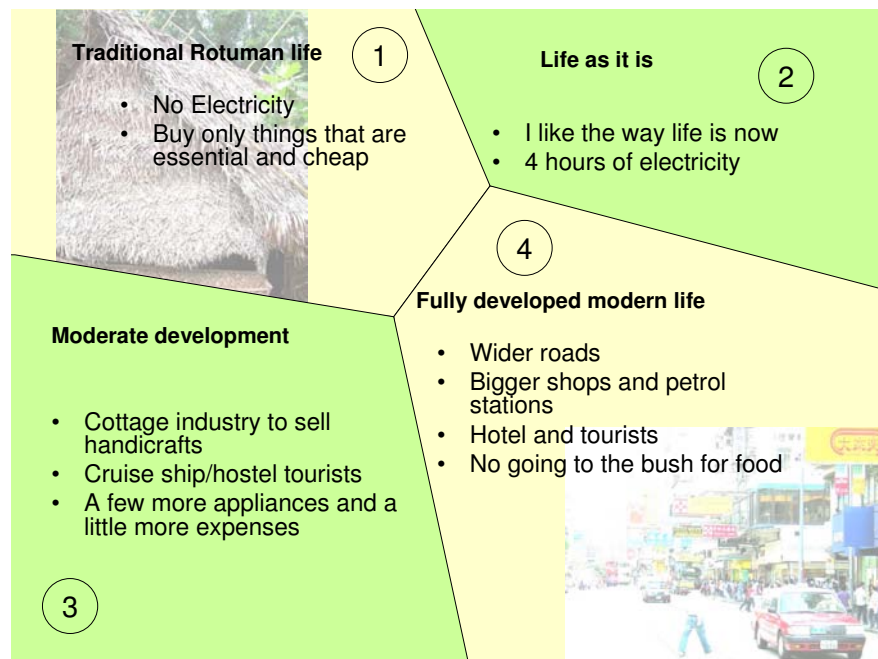 Traditional Rotuman life
1
• No Electricity
• Buy only things that are
essential and cheap
Life as it is
2
• I like the way life is now
• 4 hours of electricity
Moderate development
• Cottage industry to sell
handicrafts
• Cruise ship/hostel tourists
• A few more appliances and a
little more expenses
3
4
Fully developed modern life
• Wider roads
• Bigger shops and petrol
stations
• Hotel and tourists
• No going to the bush for food